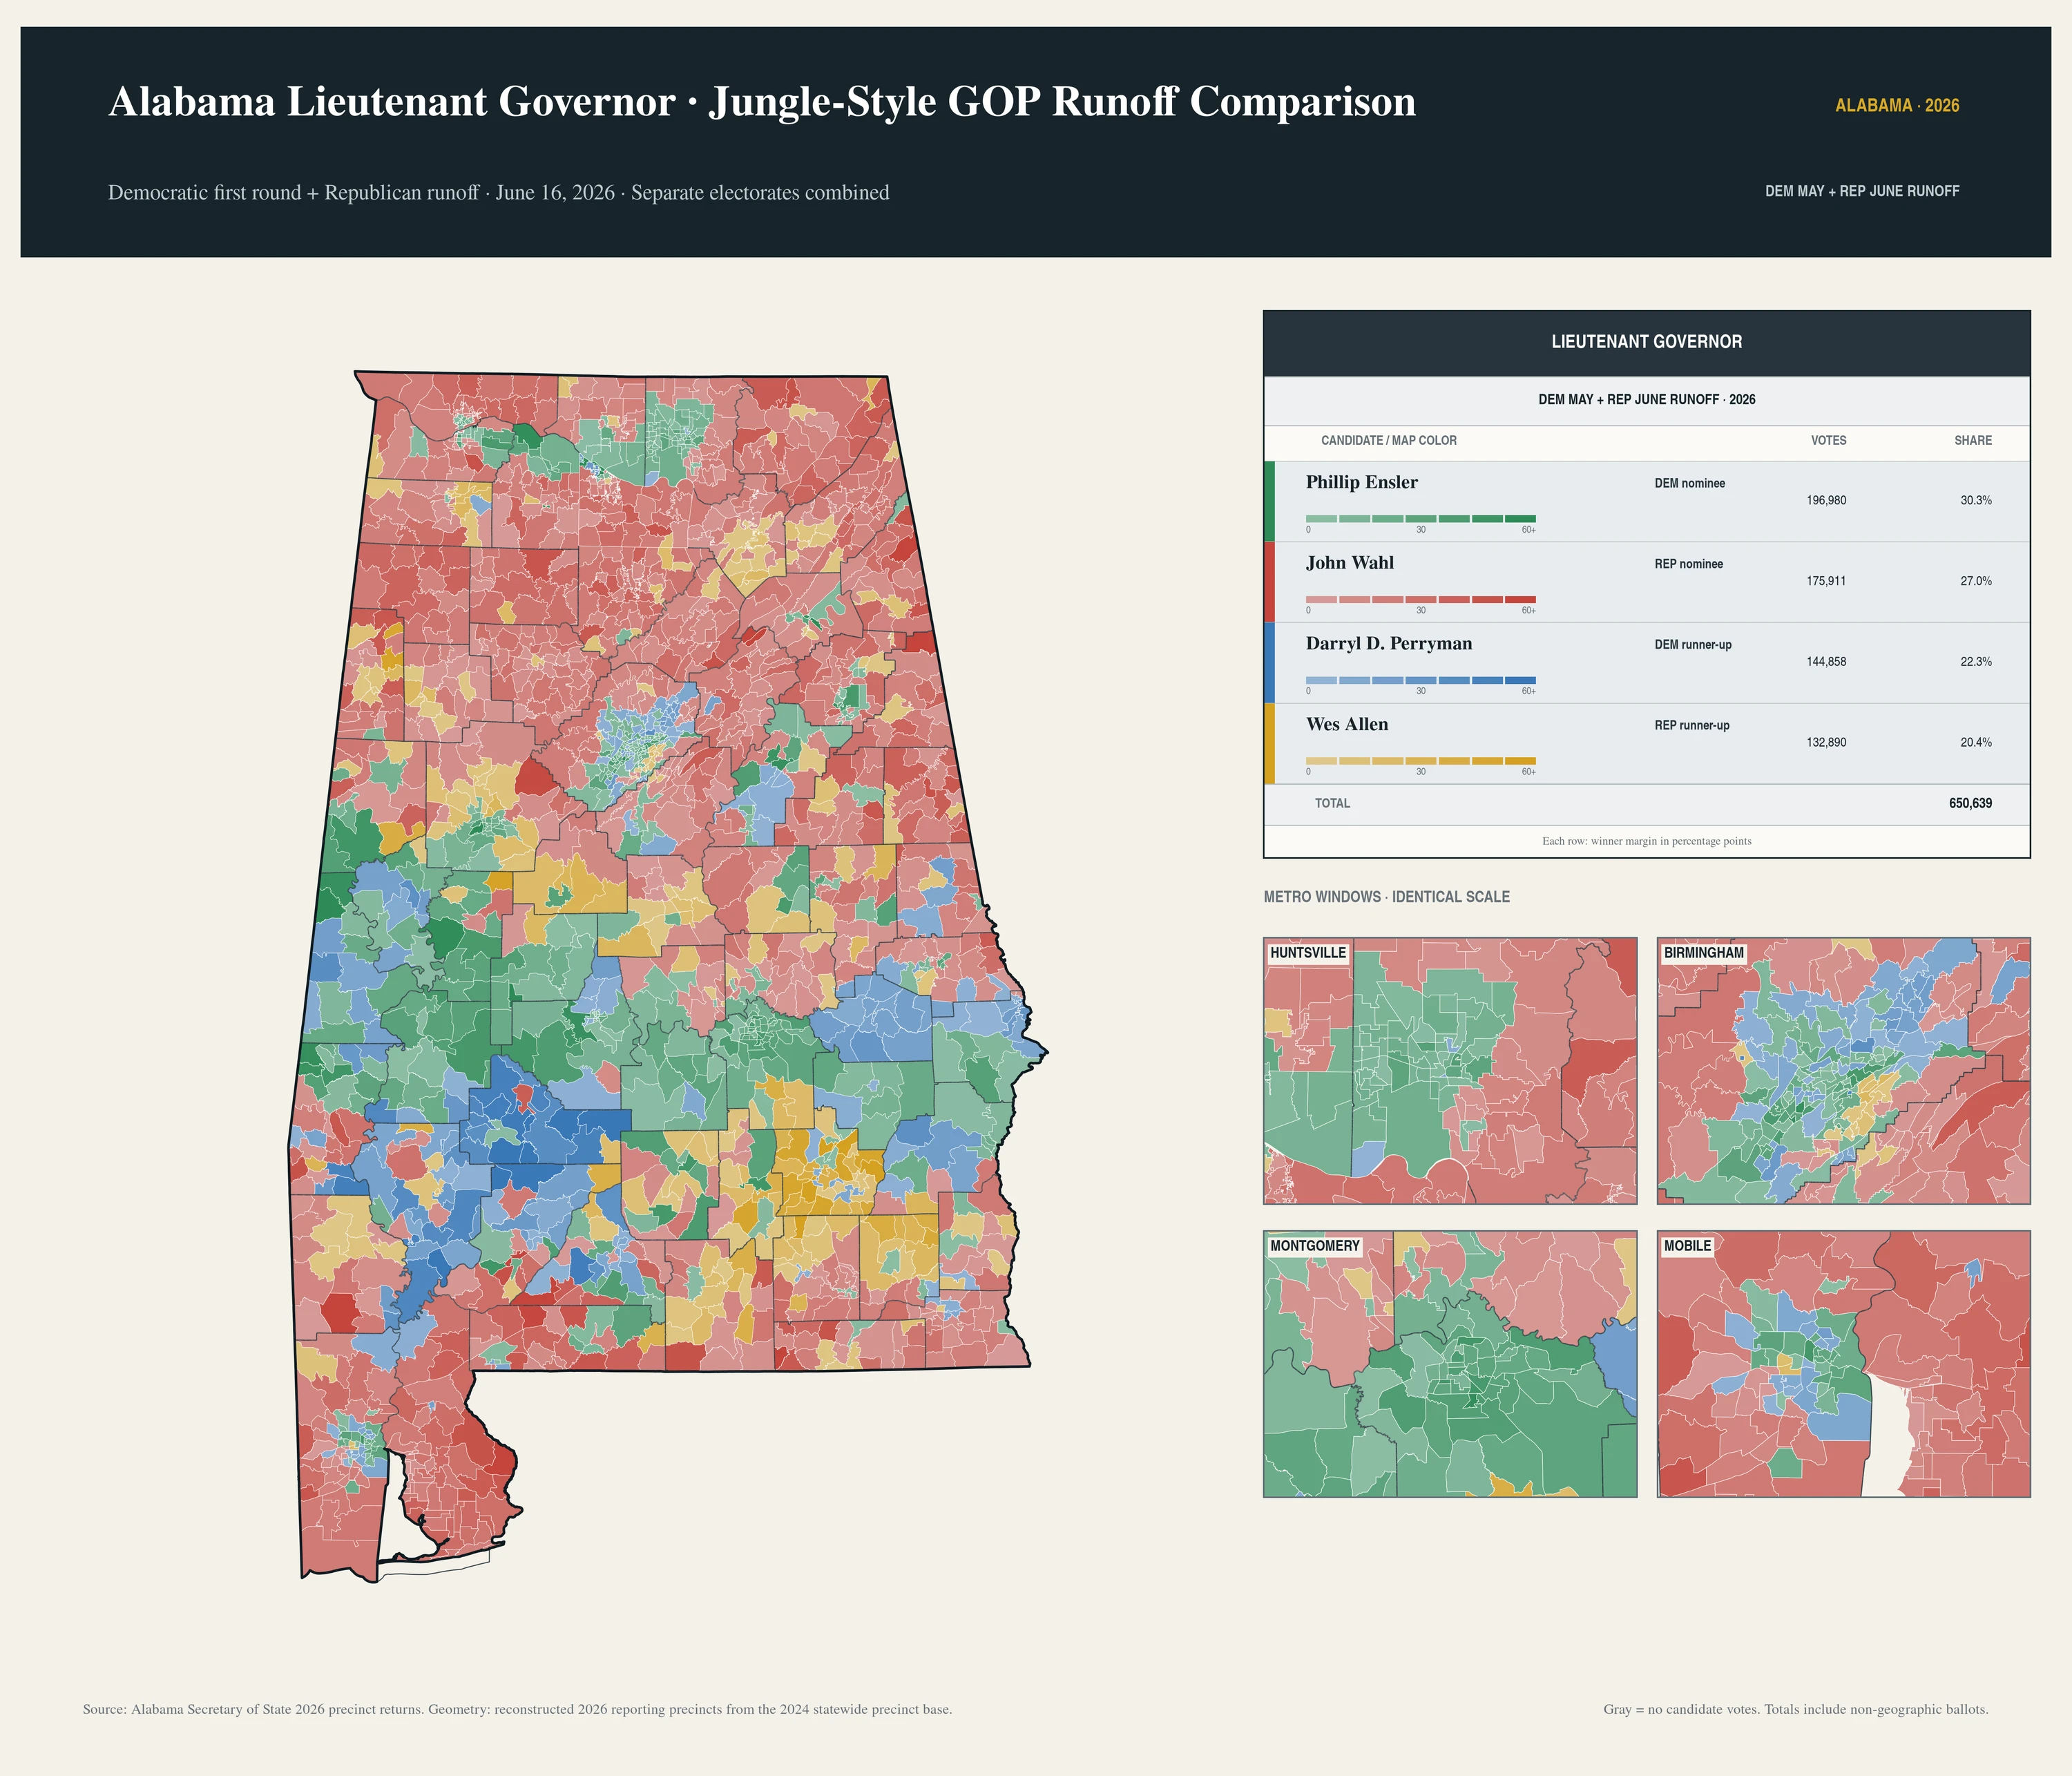 Alabama Lieutenant Governor · Jungle-Style GOP Runoff Comparison
ALABAMA · 2026
Democratic first round + Republican runoff · June 16, 2026 · Separate electorates combined
DEM MAY + REP JUNE RUNOFF
LIEUTENANT GOVERNOR
DEM MAY + REP JUNE RUNOFF · 2026
CANDIDATE / MAP COLOR VOTES SHARE
Phillip Ensler DEM nominee 196,980 30.3%
0 30 60+
John Wahl REP nominee 175,911 27.0%
0 30 60+
Darryl D. Perryman DEM runner-up 144,858 22.3%
0 30 60+
Wes Allen REP runner-up 132,890 20.4%
0 30 60+
TOTAL 650,639
Each row: winner margin in percentage points
METRO WINDOWS · IDENTICAL SCALE
HUNTSVILLE
BIRMINGHAM
MONTGOMERY
MOBILE
Source: Alabama Secretary of State 2026 precinct returns. Geometry: reconstructed 2026 reporting precincts from the 2024 statewide precinct base.
Gray = no candidate votes. Totals include non-geographic ballots.